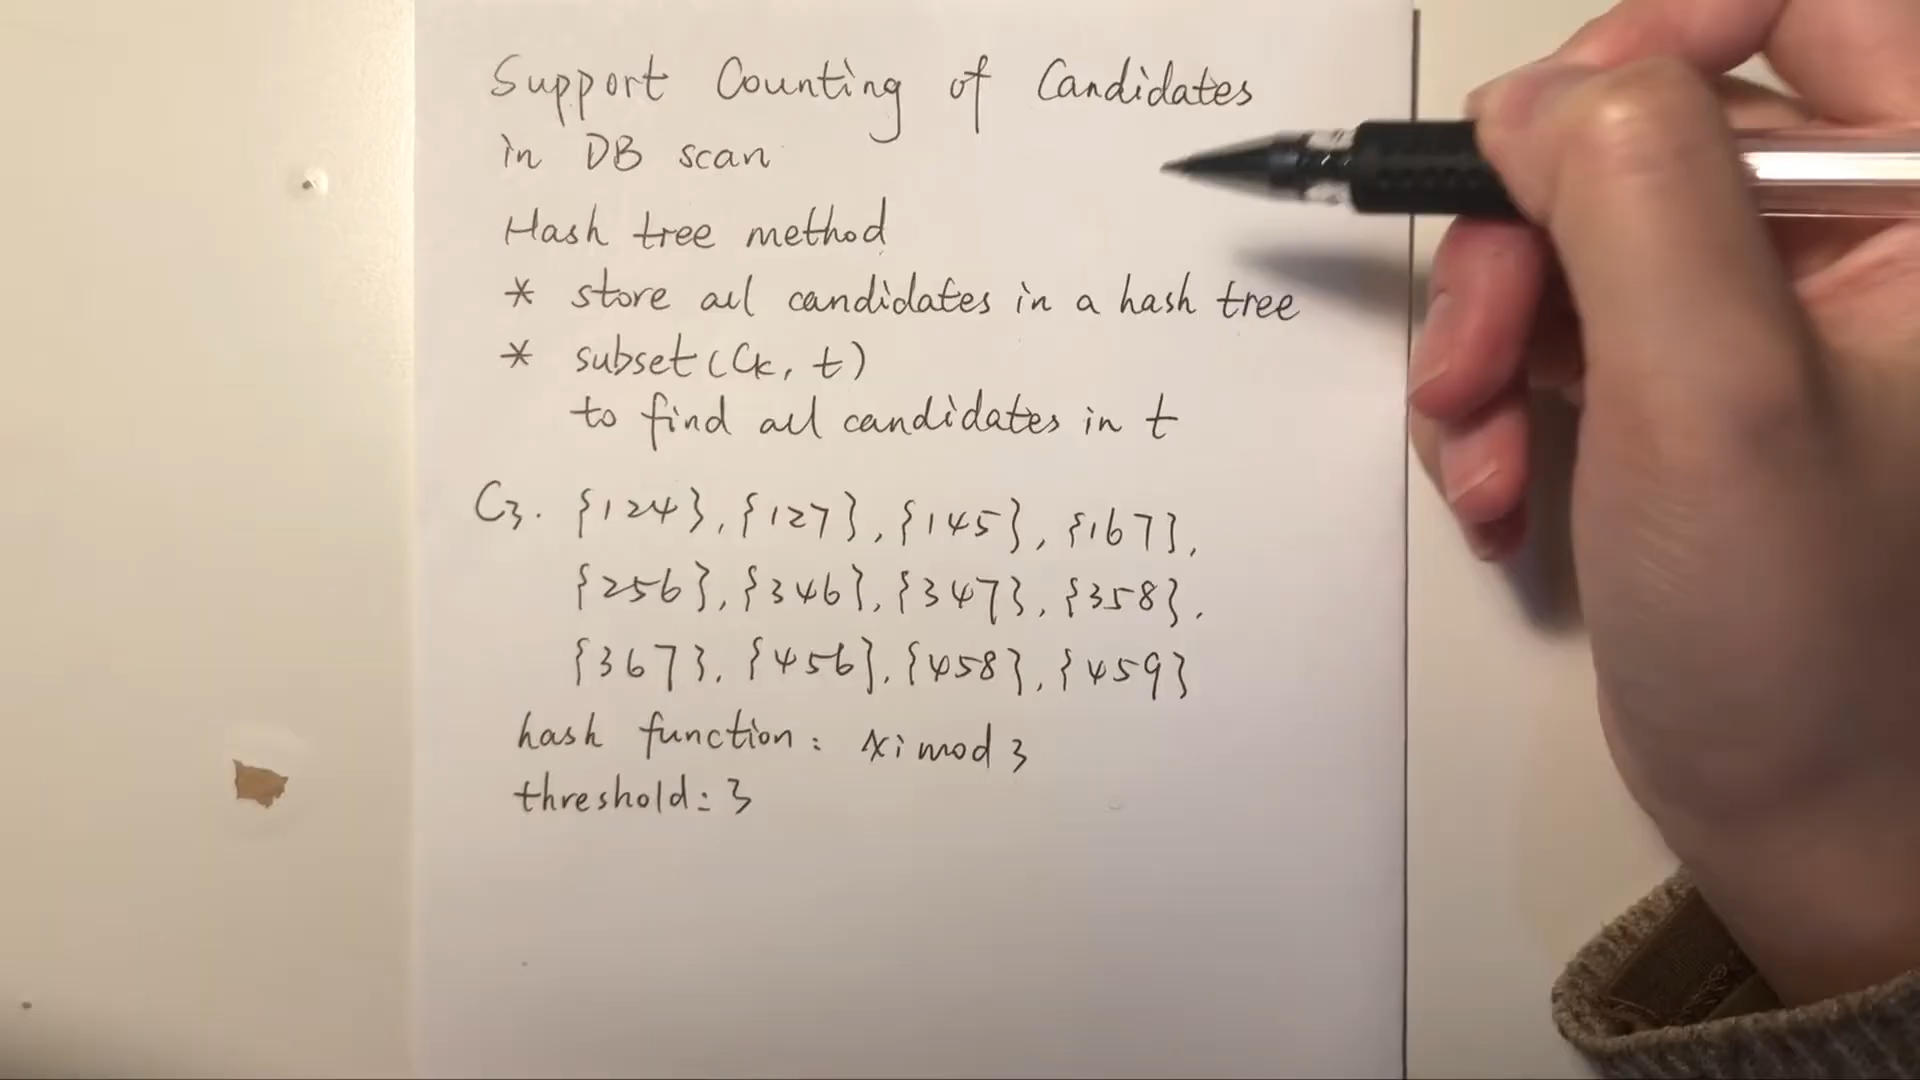 Support Counting of Candidates
in DB scan
Hash tree method
* store all candidates in a hash tree
* subset(Ck, t)
to find all candidates in t
C3. {124}, {127}, {145}, {167},
{256}, {346}, {347}, {358},
{367}, {456}, {458}, {459}
hash function: xi mod 3
threshold: 3